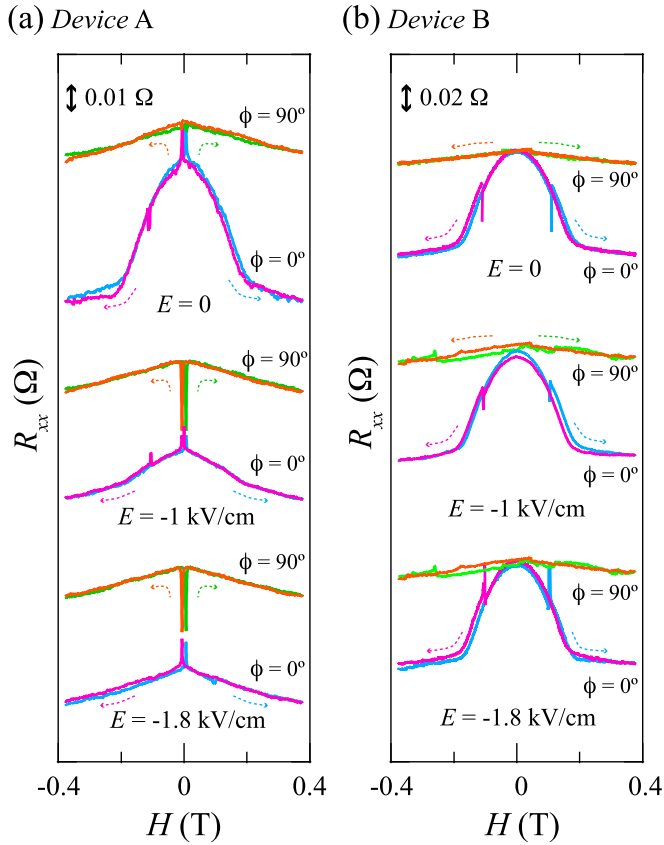 (a) Device A
0.01 Ω
ϕ = 90º
ϕ = 0º
E = 0
ϕ = 90º
ϕ = 0º
E = -1 kV/cm
ϕ = 90º
ϕ = 0º
E = -1.8 kV/cm
Rxx (Ω)
-0.4
0
0.4
H (T)
(b) Device B
0.02 Ω
ϕ = 90º
ϕ = 0º
E = 0
ϕ = 90º
ϕ = 0º
E = -1 kV/cm
ϕ = 90º
ϕ = 0º
E = -1.8 kV/cm
Rxx (Ω)
-0.4
0
0.4
H (T)